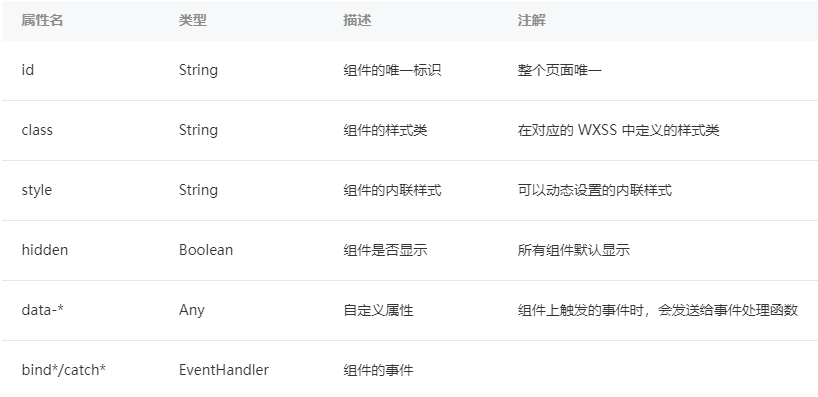 属性名 类型 描述 注解
id String 组件的唯一标识 整个页面唯一
class String 组件的样式类 在对应的 WXSS 中定义的样式类
style String 组件的内联样式 可以动态设置的内联样式
hidden Boolean 组件是否显示 所有组件默认显示
data-* Any 自定义属性 组件上触发的事件时，会发送给事件处理函数
bind*/catch* EventHandler 组件的事件